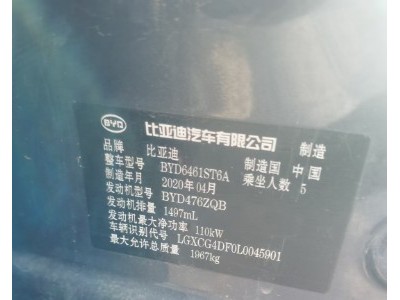 BYD 比亚迪汽车有限公司 制造
品牌 比亚迪 制造国 中国
整车型号 BYD6461ST6A 乘坐人数 5
制造年月 2020年04月
发动机型号 BYD476ZQB
发动机排量 1497mL
发动机最大净功率 110kW
车辆识别代号 LGXCG4DF0L0045901
最大允许总质量 1967kg